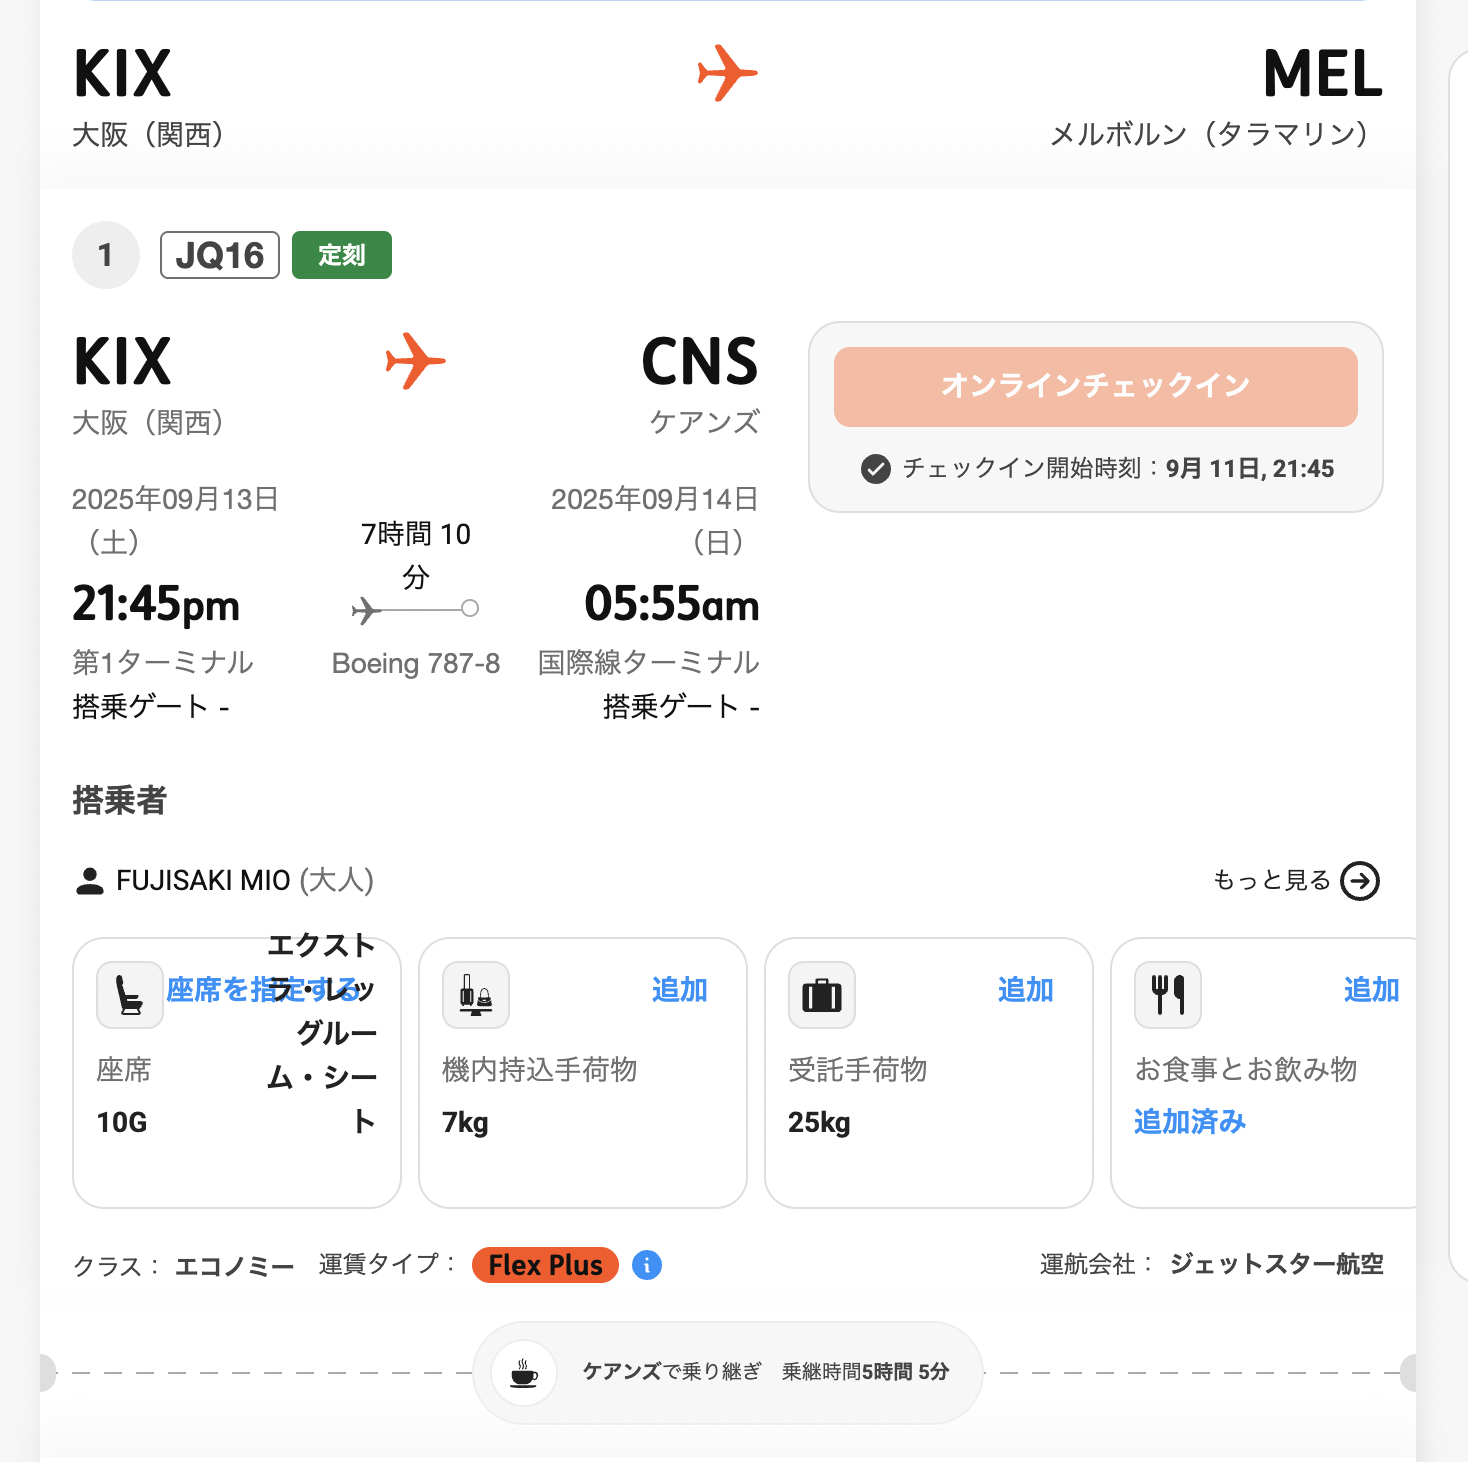 KIX
MEL
大阪（関西）
メルボルン（タラマリン）
1
JQ16
定刻
KIX
CNS
大阪（関西）
ケアンズ
オンラインチェックイン
チェックイン開始時刻：9月 11日, 21:45
2025年09月13日
（土）
7時間 10
分
2025年09月14日
（日）
21:45pm
05:55am
第1ターミナル
Boeing 787-8
国際線ターミナル
搭乗ゲート -
搭乗ゲート -
搭乗者
FUJISAKI MIO (大人)
もっと見る
座席を指定する
エクスト
ラ・レッ
グルー
ム・シー
ト
座席
10G
追加
機内持込手荷物
7kg
追加
受託手荷物
25kg
追加
お食事とお飲み物
追加済み
クラス： エコノミー
運賃タイプ： Flex Plus
i
運航会社： ジェットスター航空
ケアンズで乗り継ぎ　乗継時間5時間 5分